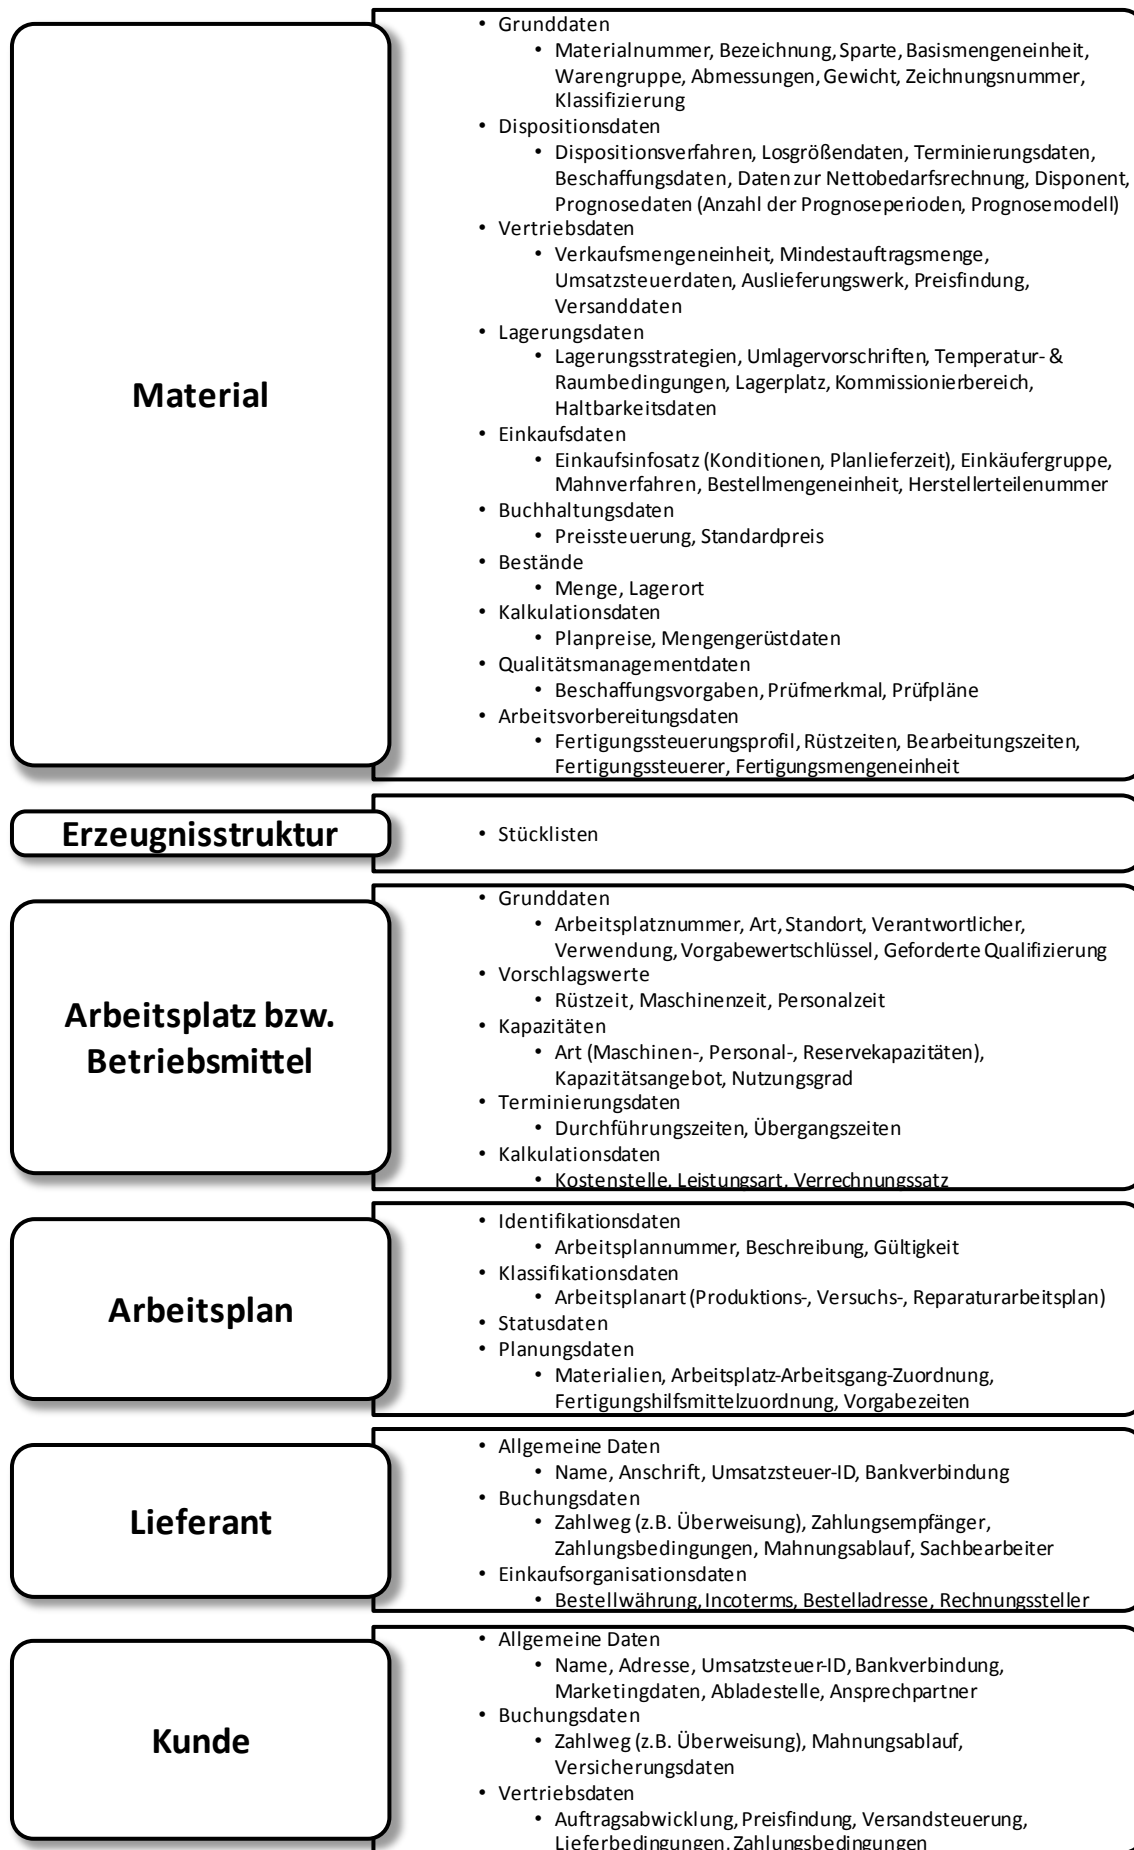 Material
• Grunddaten
• Materialnummer, Bezeichnung, Sparte, Basismengeneinheit,
Warengruppe, Abmessungen, Gewicht, Zeichnungsnummer,
Klassifizierung
• Dispositionsdaten
• Dispositionsverfahren, Losgrößendaten, Terminierungsdaten,
Beschaffungsdaten, Daten zur Nettobedarfsrechnung, Disponent,
Prognosedaten (Anzahl der Prognoseperioden, Prognosemodell)
• Vertriebsdaten
• Verkaufsmengeneinheit, Mindestauftragsmenge,
Umsatzsteuerdaten, Auslieferungswerk, Preisfindung,
Versanddaten
• Lagerungsdaten
• Lagerungsstrategien, Umlagervorschriften, Temperatur- &
Raumbedingungen, Lagerplatz, Kommissionierbereich,
Haltbarkeitsdaten
• Einkaufsdaten
• Einkaufsinfosatz (Konditionen, Planlieferzeit), Einkäufergruppe,
Mahnverfahren, Bestellmengeneinheit, Herstellerteilenummer
• Buchhaltungsdaten
• Preissteuerung, Standardpreis
• Bestände
• Menge, Lagerort
• Kalkulationsdaten
• Planpreise, Mengengerüstdaten
• Qualitätsmanagementdaten
• Beschaffungsvorgaben, Prüfmerkmal, Prüfpläne
• Arbeitsvorbereitungsdaten
• Fertigungssteuerungsprofil, Rüstzeiten, Bearbeitungszeiten,
Fertigungssteuerer, Fertigungsmengeneinheit
Erzeugnisstruktur
• Stücklisten
Arbeitsplatz bzw.
Betriebsmittel
• Grunddaten
• Arbeitsplatznummer, Art, Standort, Verantwortlicher,
Verwendung, Vorgabewertschlüssel, Geforderte Qualifizierung
• Vorschlagswerte
• Rüstzeit, Maschinenzeit, Personalzeit
• Kapazitäten
• Art (Maschinen-, Personal-, Reservekapazitäten),
Kapazitätsangebot, Nutzungsgrad
• Terminierungsdaten
• Durchführungszeiten, Übergangszeiten
• Kalkulationsdaten
• Kostenstelle, Leistungsart, Verrechnungssatz
Arbeitsplan
• Identifikationsdaten
• Arbeitsplannummer, Beschreibung, Gültigkeit
• Klassifikationsdaten
• Arbeitsplanart (Produktions-, Versuchs-, Reparaturarbeitsplan)
• Statusdaten
• Planungsdaten
• Materialien, Arbeitsplatz-Arbeitsgang-Zuordnung,
Fertigungshilfsmittelzuordnung, Vorgabezeiten
Lieferant
• Allgemeine Daten
• Name, Anschrift, Umsatzsteuer-ID, Bankverbindung
• Buchungsdaten
• Zahlweg (z.B. Überweisung), Zahlungsempfänger,
Zahlungsbedingungen, Mahnungsablauf, Sachbearbeiter
• Einkaufsorganisationsdaten
• Bestellwährung, Incoterms, Bestelladresse, Rechnungssteller
Kunde
• Allgemeine Daten
• Name, Adresse, Umsatzsteuer-ID, Bankverbindung,
Marketingdaten, Abladestelle, Ansprechpartner
• Buchungsdaten
• Zahlweg (z.B. Überweisung), Mahnungsablauf,
Versicherungsdaten
• Vertriebsdaten
• Auftragsabwicklung, Preisfindung, Versandsteuerung,
Lieferbedingungen, Zahlungsbedingungen